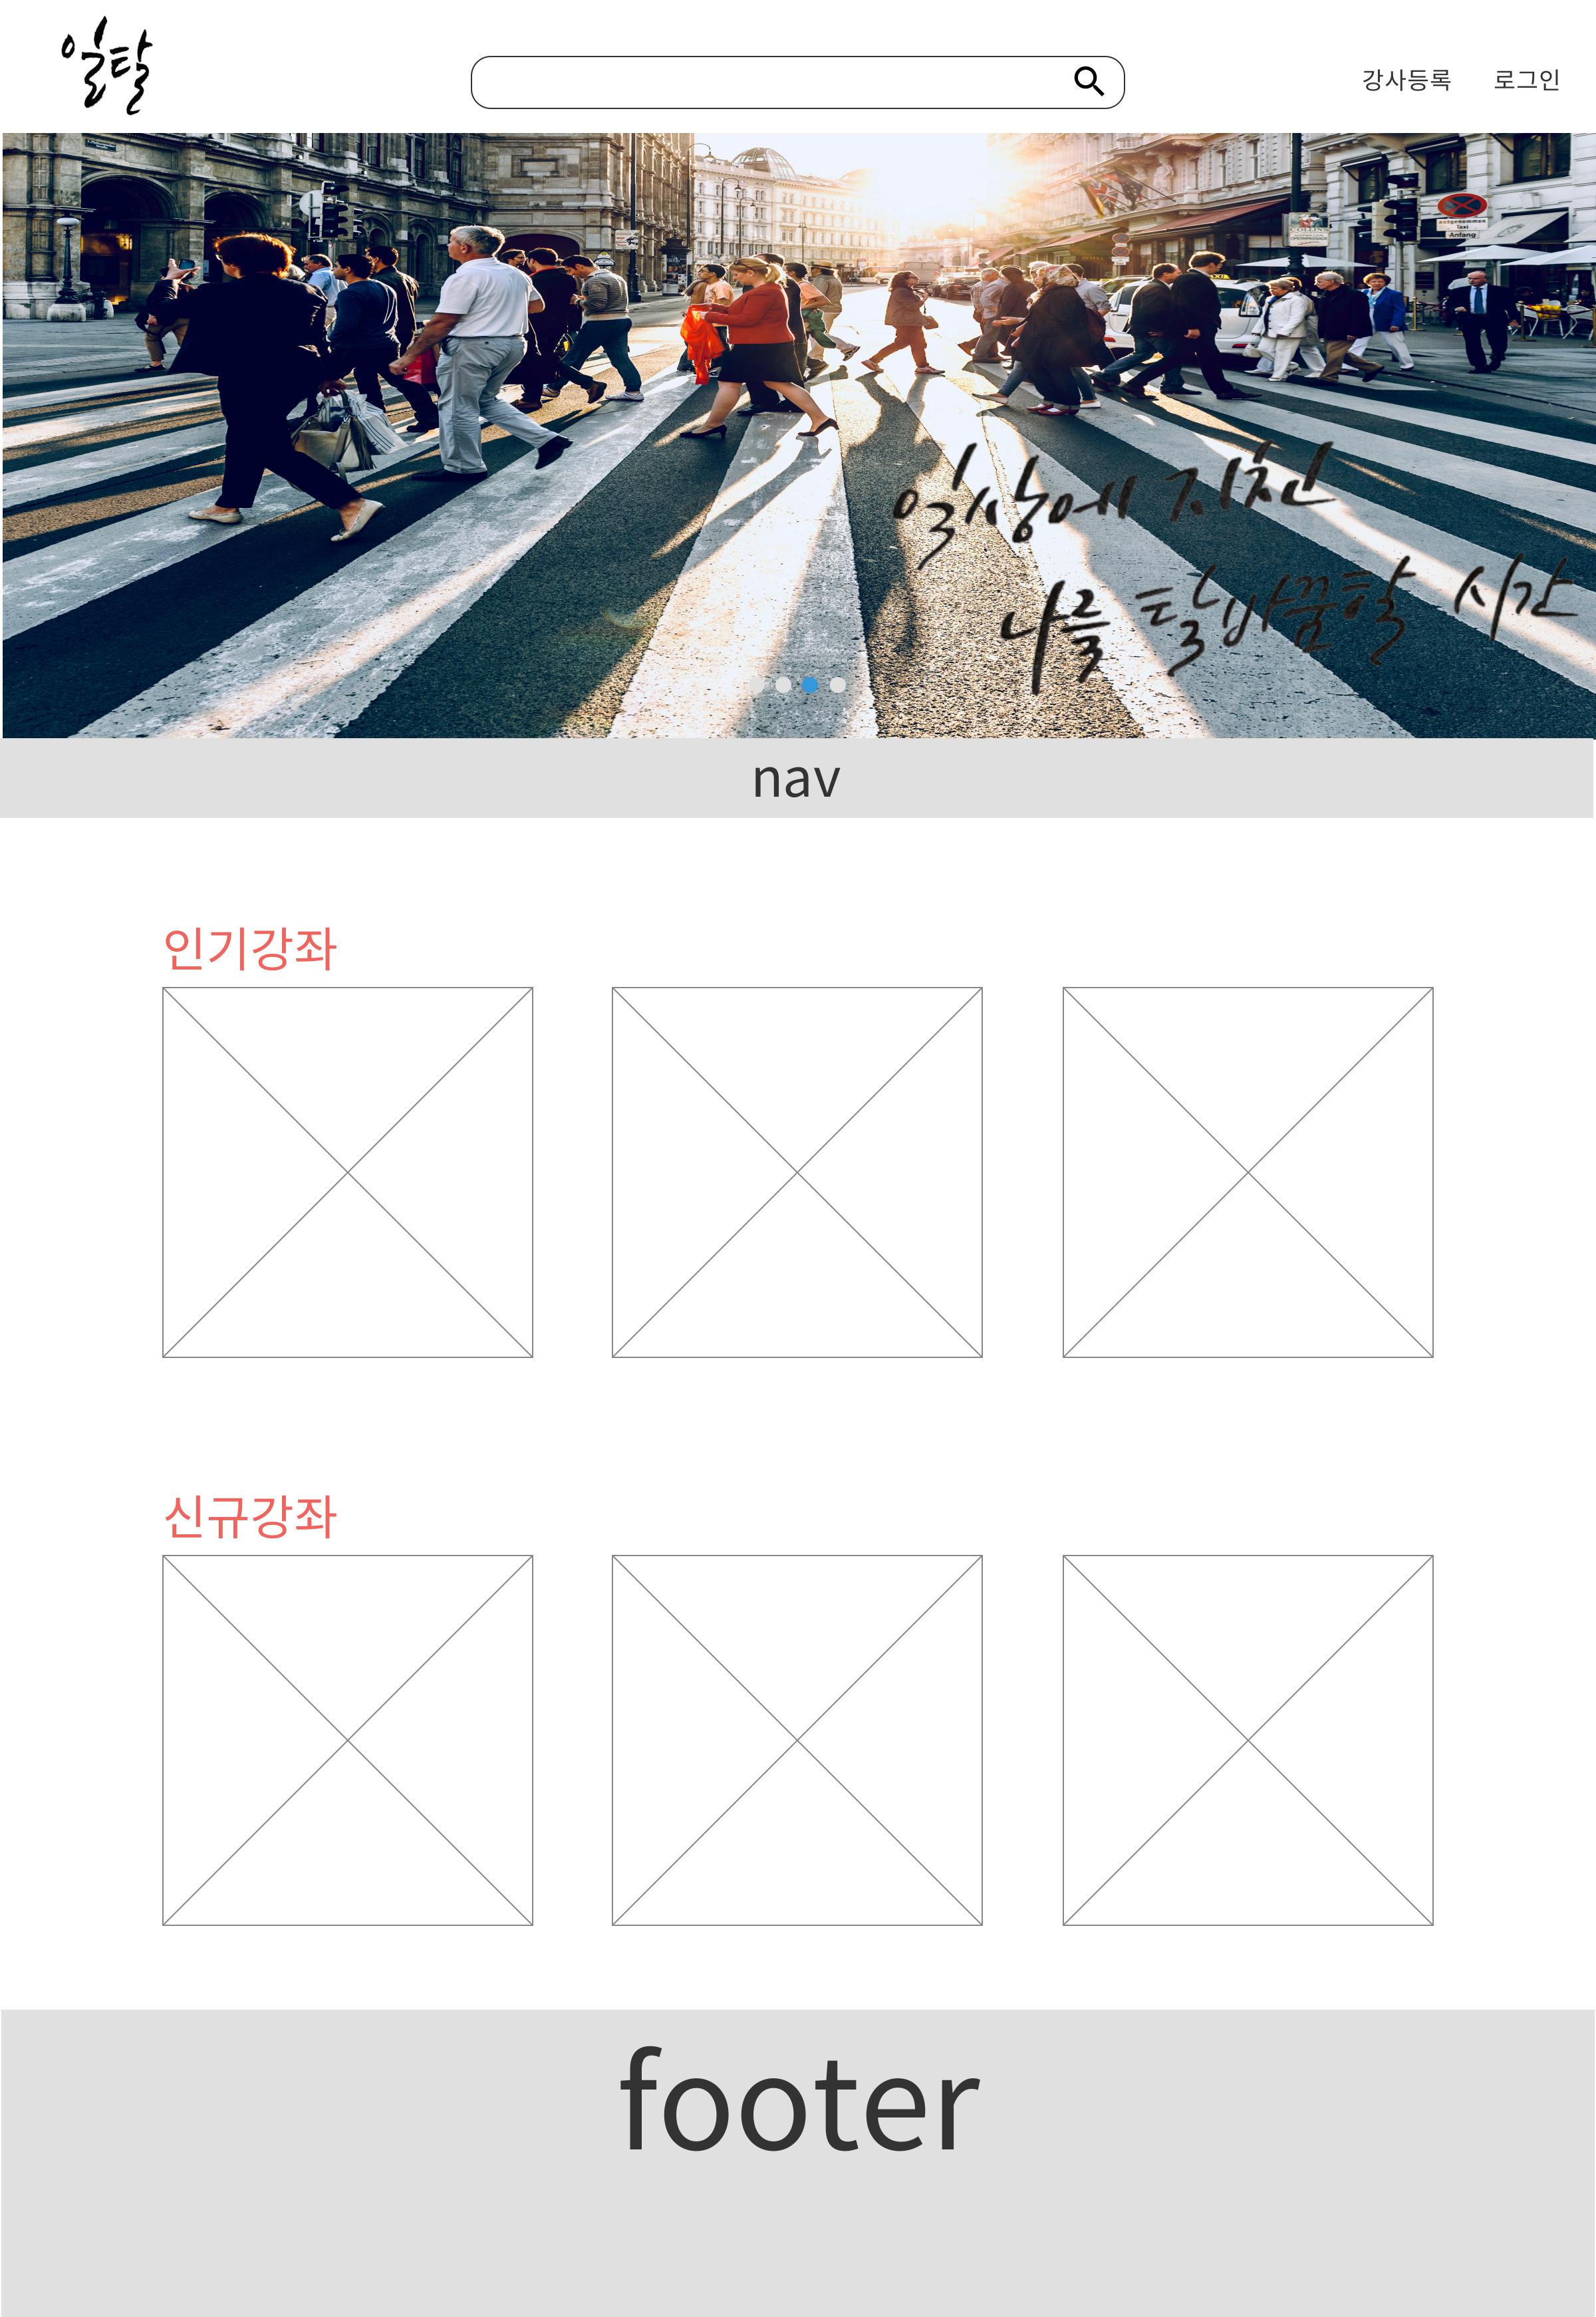 일탈
강사등록 로그인
일상에 지친
나를 탈바꿈할 시간
nav
인기강좌
신규강좌
footer